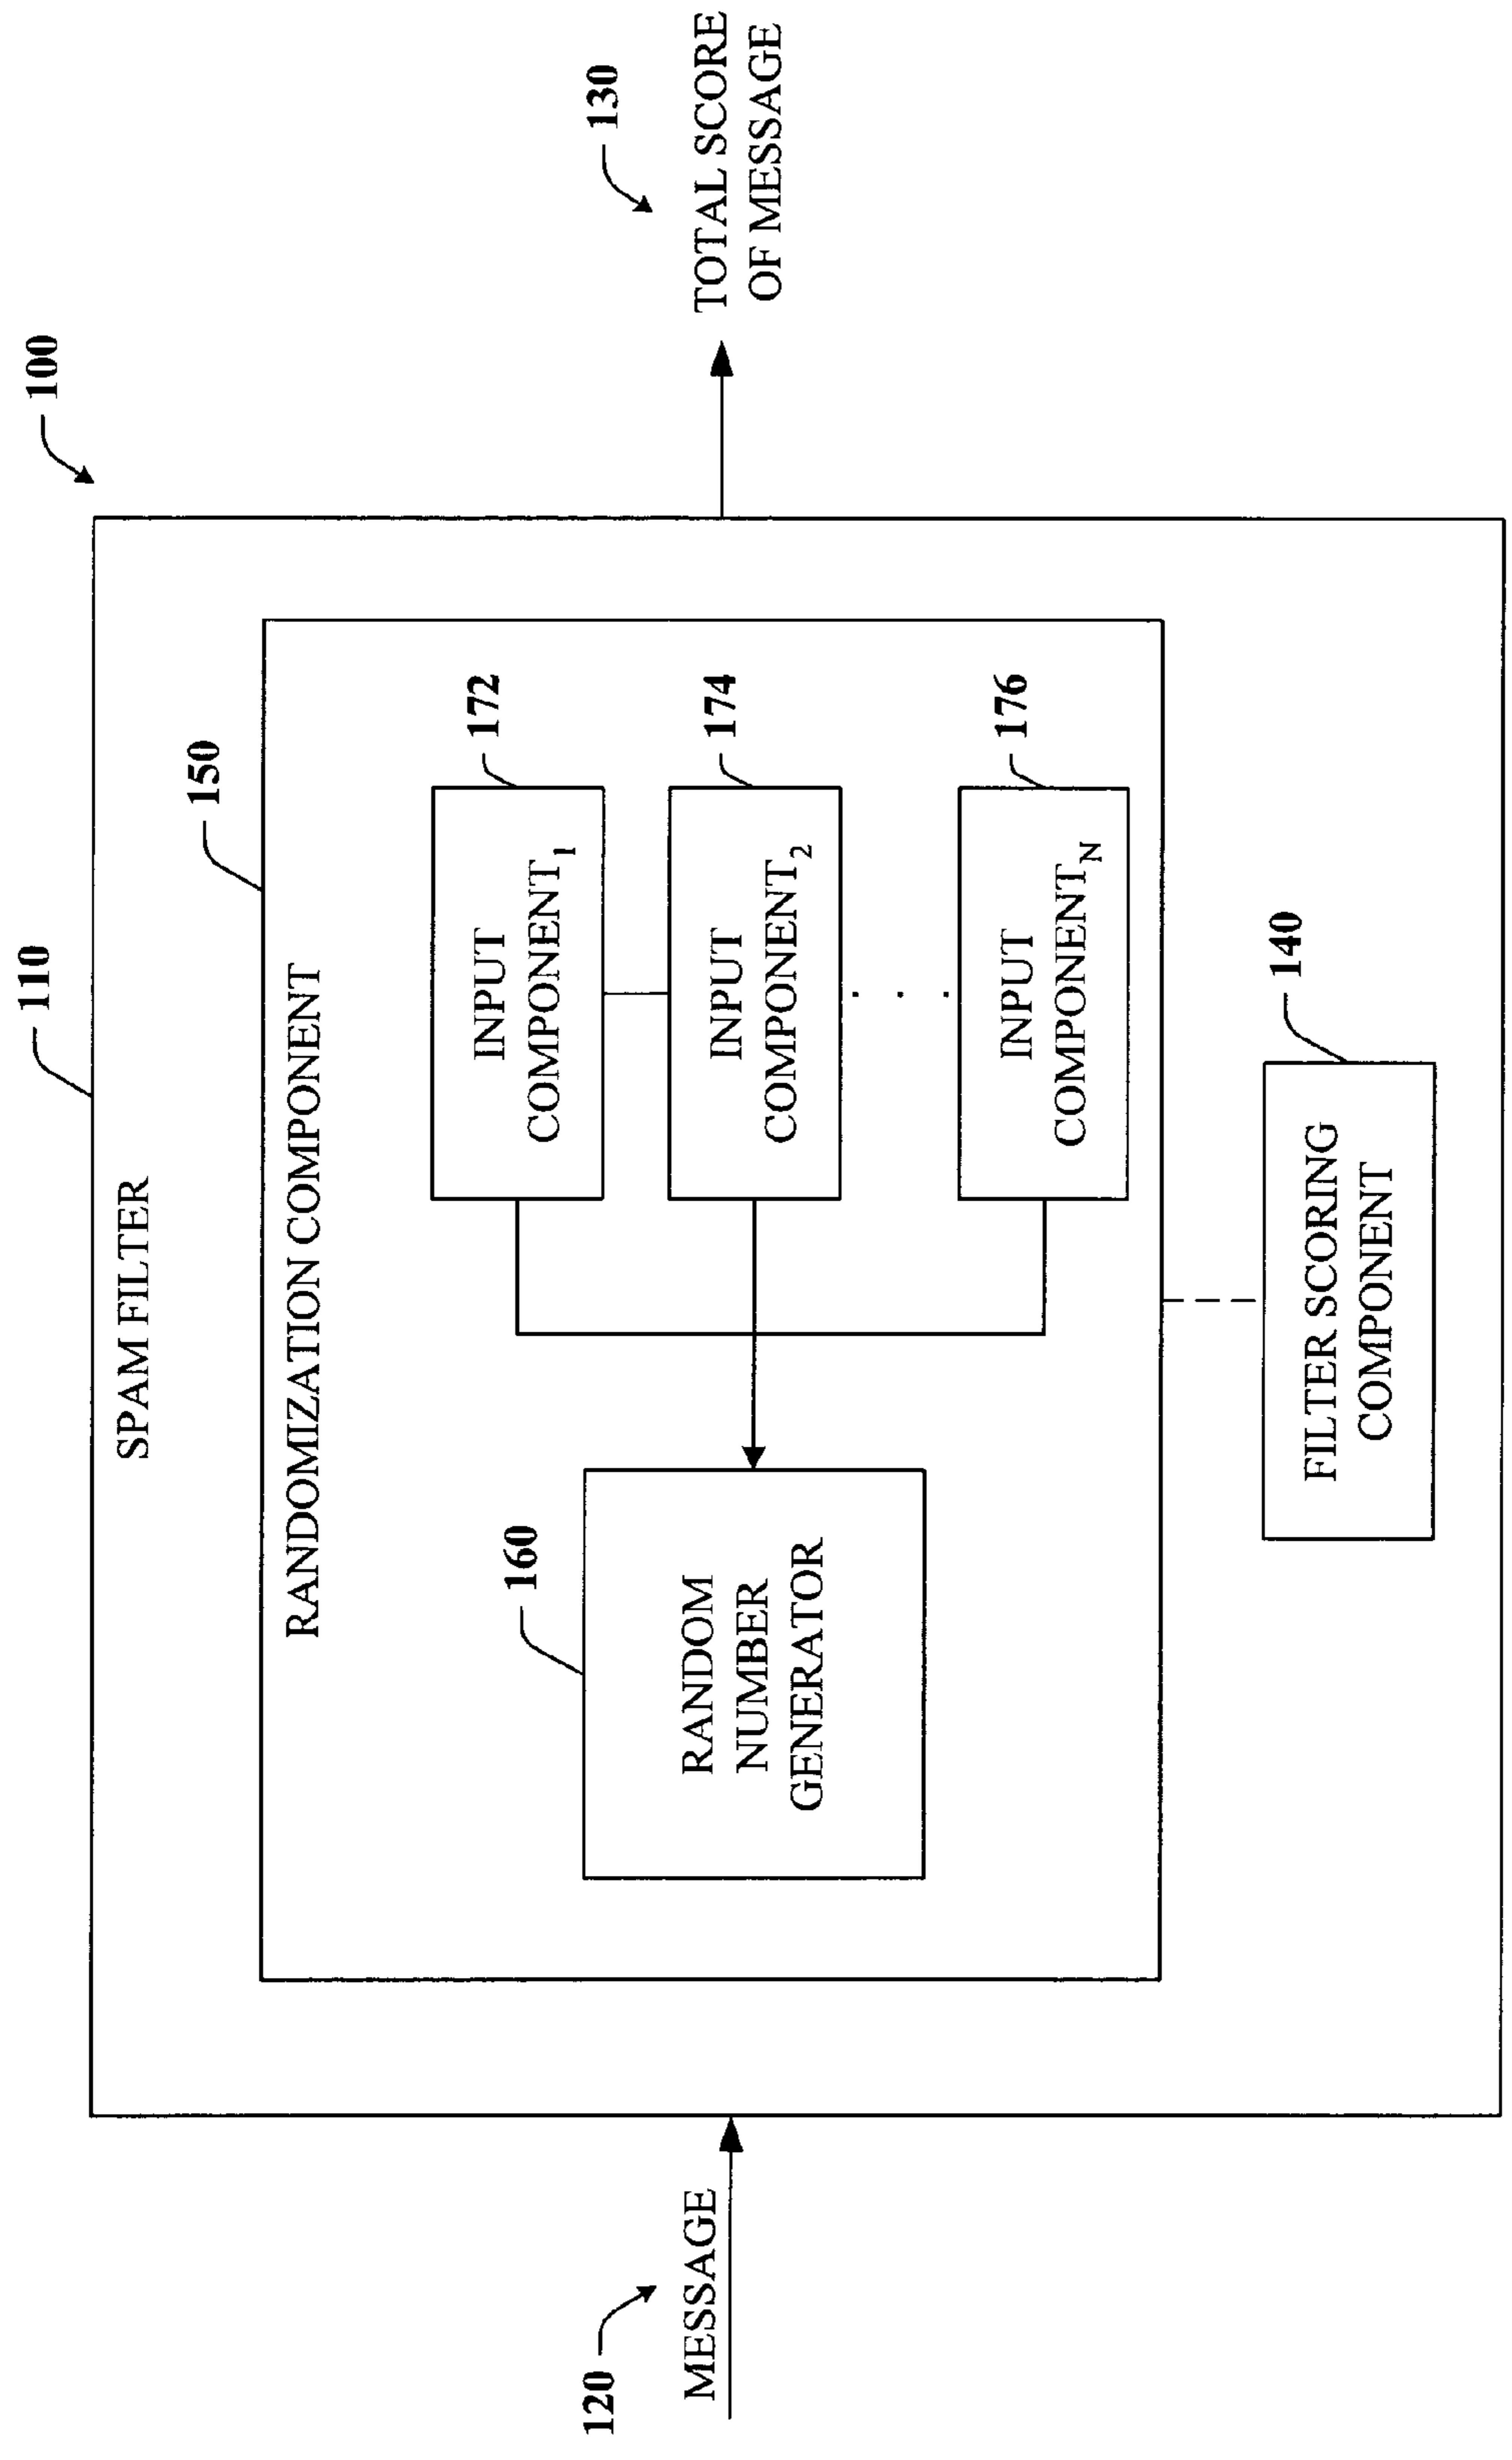 100
110
SPAM FILTER
150
RANDOMIZATION COMPONENT
120
MESSAGE
160
RANDOM
NUMBER
GENERATOR
172
INPUT
COMPONENT1
174
INPUT
COMPONENT2
. . .
176
INPUT
COMPONENTN
140
FILTER SCORING
COMPONENT
130
TOTAL SCORE
OF MESSAGE